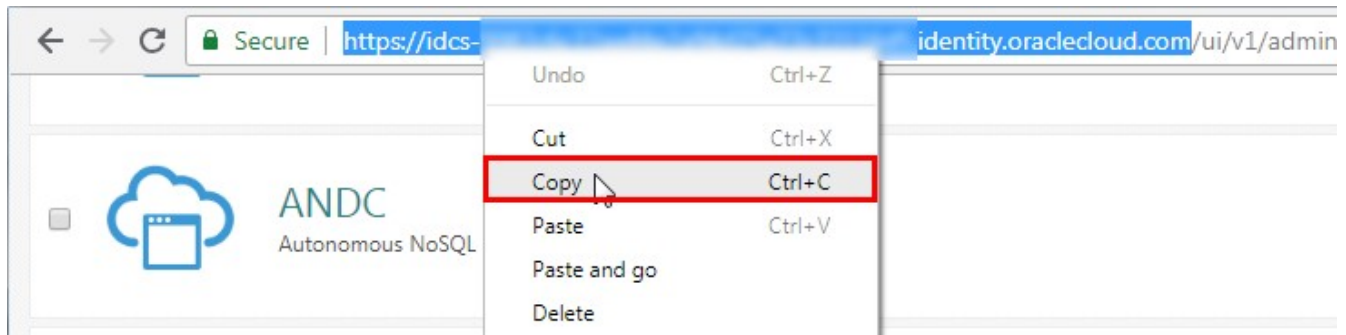 Secure | https://idcs- identity.oraclecloud.com/ui/v1/admin
Undo Ctrl+Z
Cut Ctrl+X
Copy Ctrl+C
ANDC
Paste Ctrl+V
Autonomous NoSQL
Paste and go
Delete